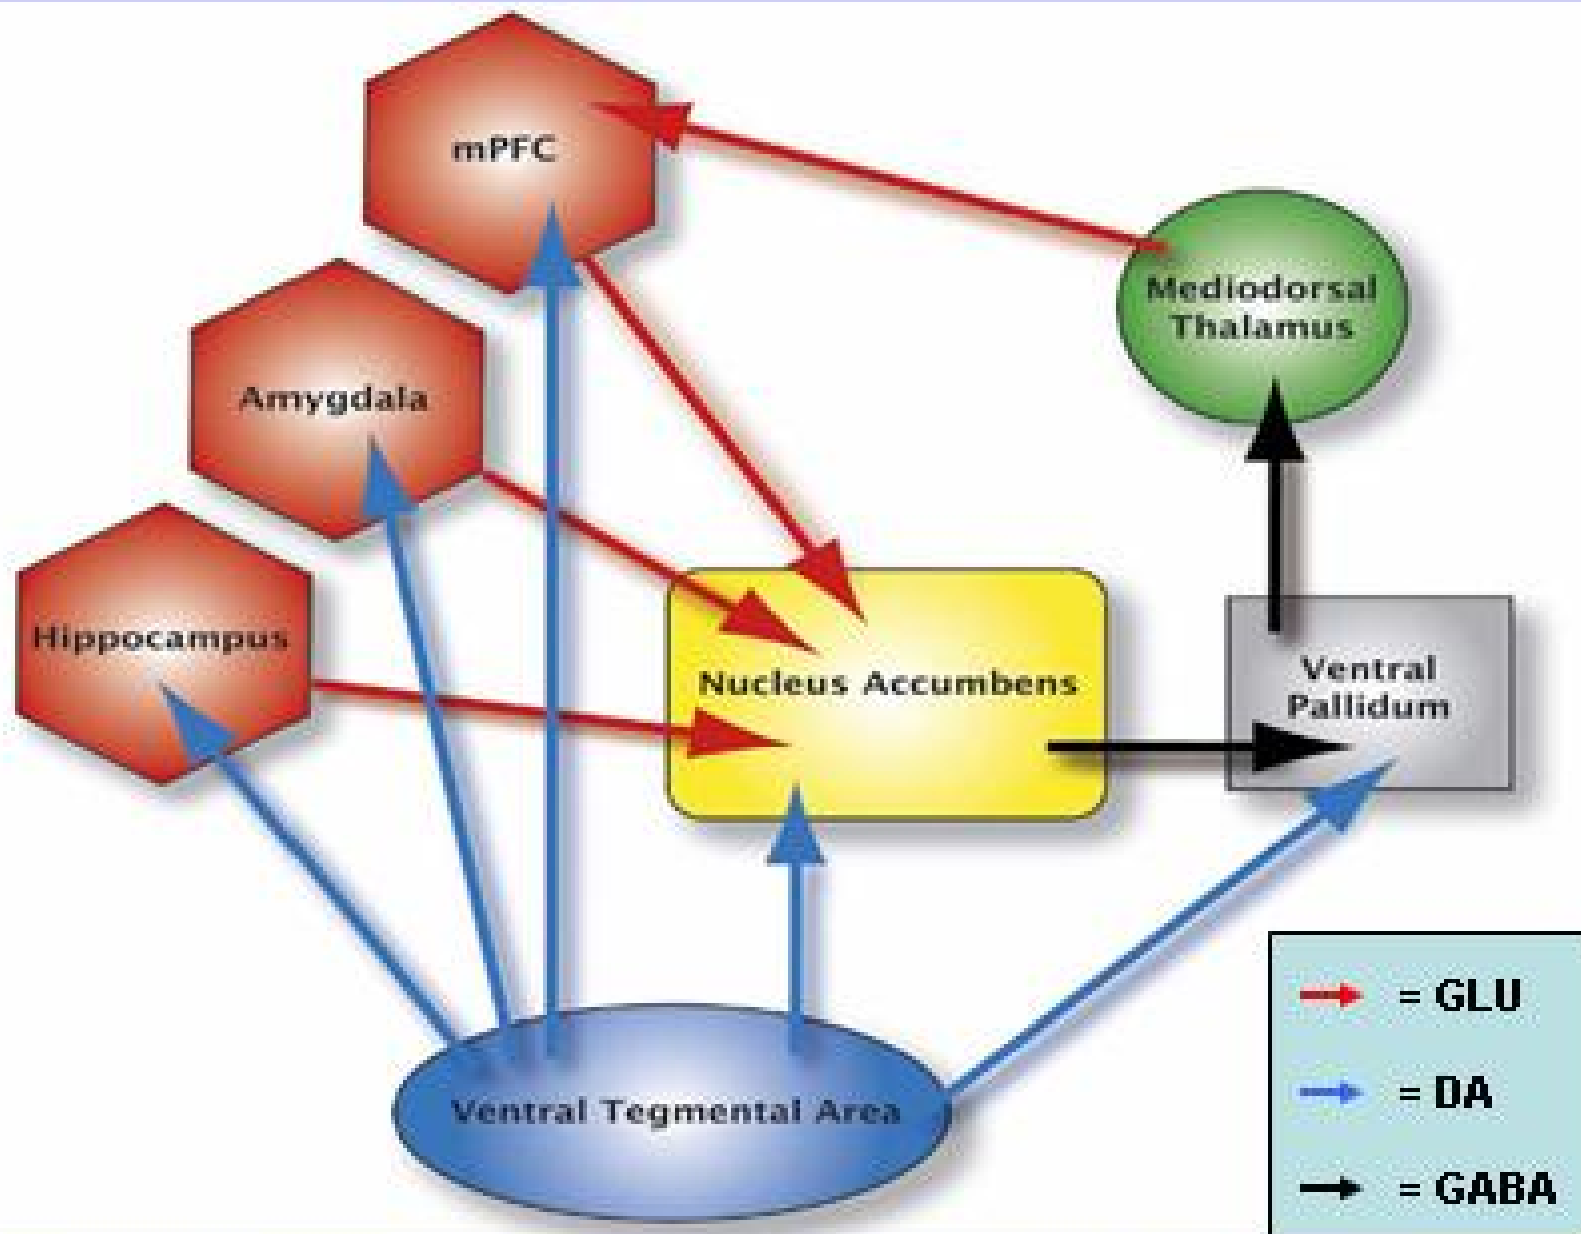 mPFC
Mediodorsal
Thalamus
Amygdala
Hippocampus
Nucleus Accumbens
Ventral
Pallidum
Ventral Tegmental Area
= GLU
= DA
= GABA